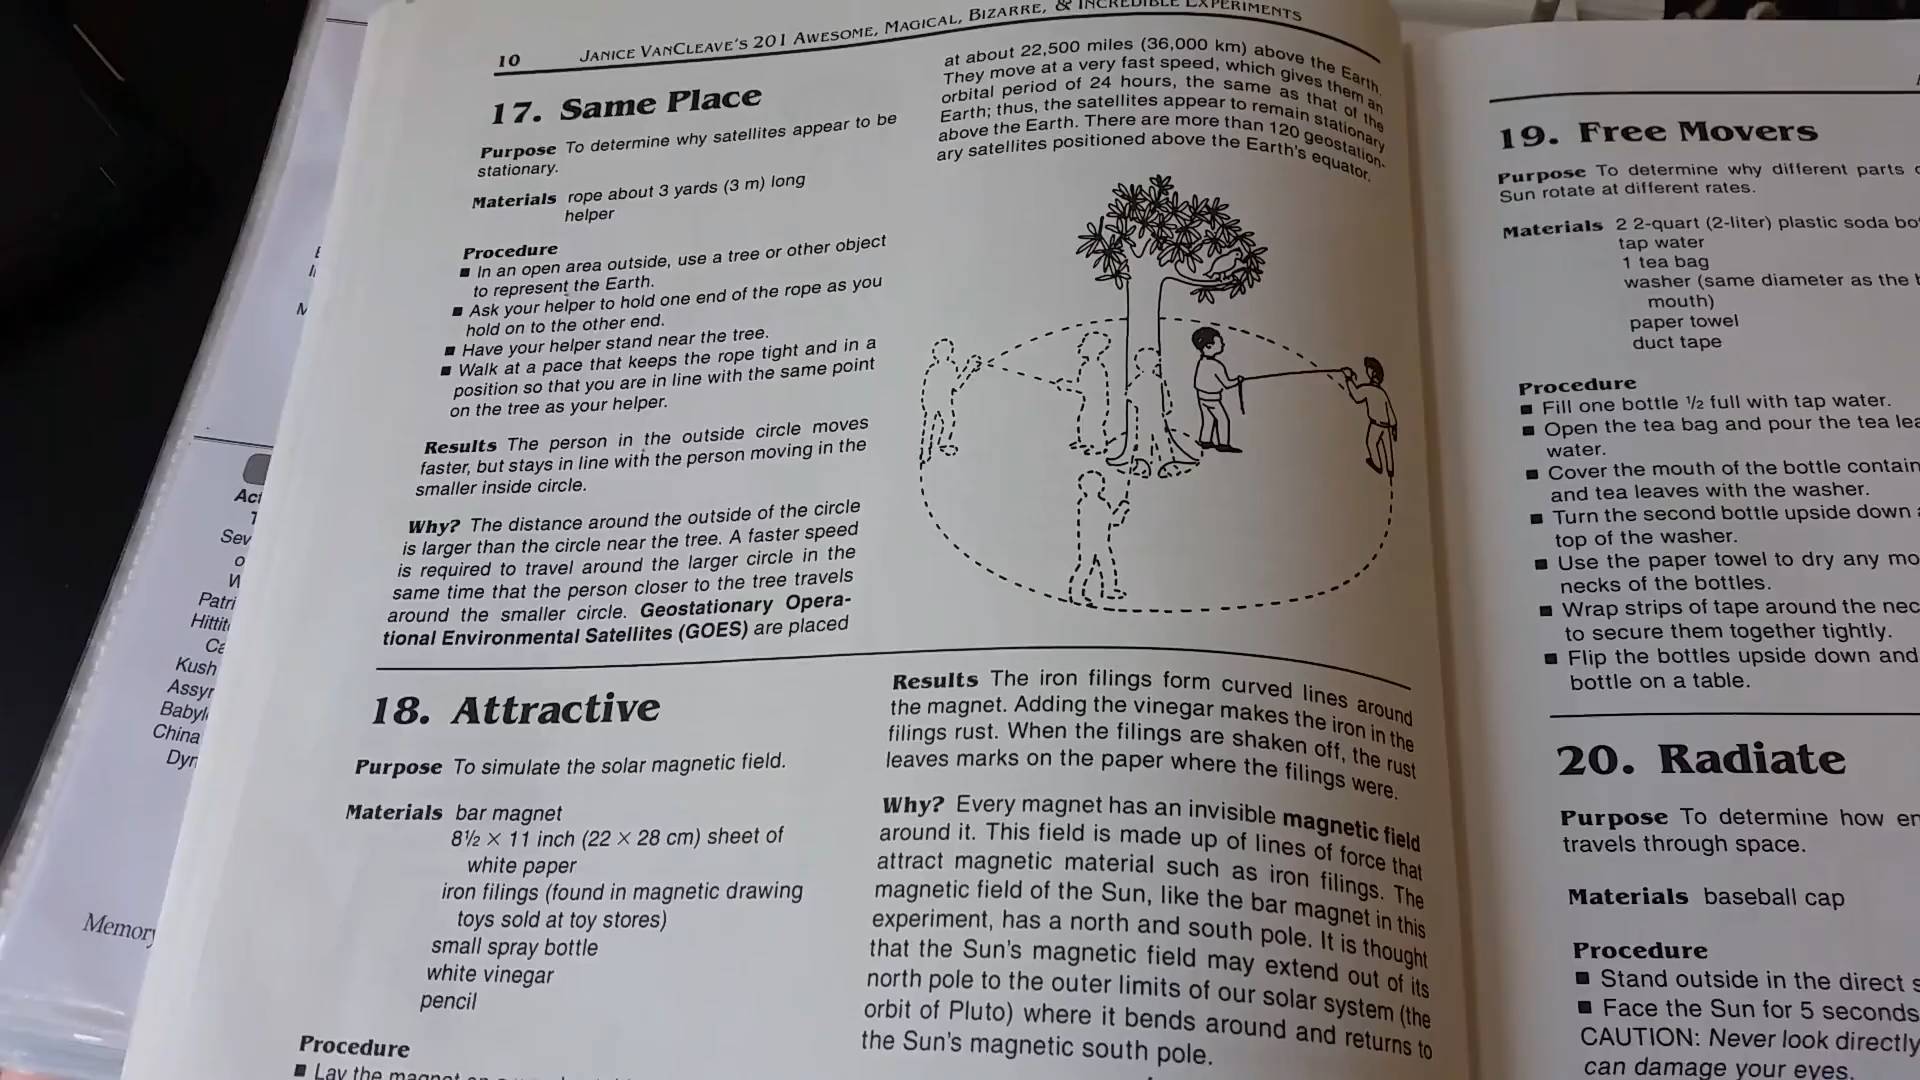 10
JANICE VANCLEAVE'S 201 AWESOME, MAGICAL, BIZARRE, & INCREDIBLE EXPERIMENTS
17. Same Place
Purpose To determine why satellites appear to be
stationary.
Materials rope about 3 yards (3 m) long
helper
Procedure
■ In an open area outside, use a tree or other object
to represent the Earth.
■ Ask your helper to hold one end of the rope as you
hold on to the other end.
■ Have your helper stand near the tree.
■ Walk at a pace that keeps the rope tight and in a
position so that you are in line with the same point
on the tree as your helper.
Results The person in the outside circle moves
faster, but stays in line with the person moving in the
smaller inside circle.
Why? The distance around the outside of the circle
is larger than the circle near the tree. A faster speed
is required to travel around the larger circle in the
same time that the person closer to the tree travels
around the smaller circle. Geostationary Opera-
tional Environmental Satellites (GOES) are placed
at about 22,500 miles (36,000 km) above the Earth.
They move at a very fast speed, which gives them an
orbital period of 24 hours, the same as that of the
Earth; thus, the satellites appear to remain stationary
above the Earth. There are more than 120 geostation-
ary satellites positioned above the Earth's equator.
18. Attractive
Purpose To simulate the solar magnetic field.
Materials bar magnet
8½ × 11 inch (22 × 28 cm) sheet of
white paper
iron filings (found in magnetic drawing
toys sold at toy stores)
small spray bottle
white vinegar
pencil
Procedure
■ Lay the magnet on
Results The iron filings form curved lines around
the magnet. Adding the vinegar makes the iron in the
filings rust. When the filings are shaken off, the rust
leaves marks on the paper where the filings were.
Why? Every magnet has an invisible magnetic field
around it. This field is made up of lines of force that
attract magnetic material such as iron filings. The
magnetic field of the Sun, like the bar magnet in this
experiment, has a north and south pole. It is thought
that the Sun's magnetic field may extend out of its
north pole to the outer limits of our solar system (the
orbit of Pluto) where it bends around and returns to
the Sun's magnetic south pole.
19. Free Movers
Purpose To determine why different parts
Sun rotate at different rates.
Materials 2 2-quart (2-liter) plastic soda
tap water
1 tea bag
washer (same diameter as the
mouth)
paper towel
duct tape
Procedure
■ Fill one bottle ½ full with tap water.
■ Open the tea bag and pour the tea
water.
■ Cover the mouth of the bottle
and tea leaves with the washer.
■ Turn the second bottle upside down
top of the washer.
■ Use the paper towel to dry any
necks of the bottles.
■ Wrap strips of tape around the
to secure them together tightly.
■ Flip the bottles upside down and
bottle on a table.
20. Radiate
Purpose To determine how
travels through space.
Materials baseball cap
Procedure
■ Stand outside in the direct
■ Face the Sun for 5 seconds
CAUTION: Never look directly
can damage your eyes.
Kush
China
Memory